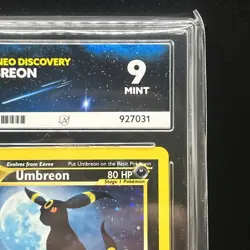 NEO DISCOVERY
BREON
9
MINT
927031
Evolves from Eevee
Put Umbreon on the Basic Pokémon
Umbreon
80 HP
Stage 1 Pokémon